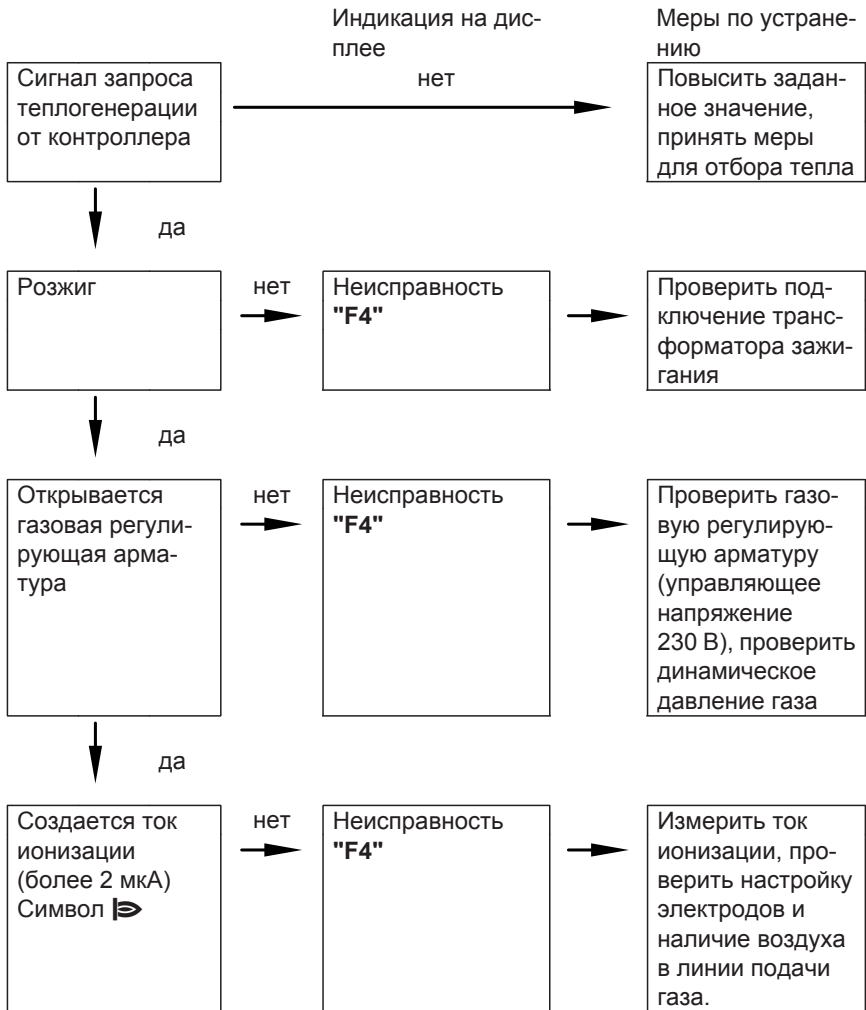 Индикация на дис-
плее
Меры по устране-
нию
Сигнал запроса
теплогенерации
от контроллера
нет
Повысить задан-
ное значение,
принять меры
для отбора тепла
да
Розжиг
нет
Неисправность
"F4"
Проверить под-
ключение транс-
форматора зажи-
гания
да
Открывается
газовая регули-
рующая арма-
тура
нет
Неисправность
"F4"
Проверить газо-
вую регулирую-
щую арматуру
(управляющее
напряжение
230 В), проверить
динамическое
давление газа
да
Создается ток
ионизации
(более 2 мкА)
Символ
нет
Неисправность
"F4"
Измерить ток
ионизации, про-
верить настройку
электродов и
наличие воздуха
в линии подачи
газа.